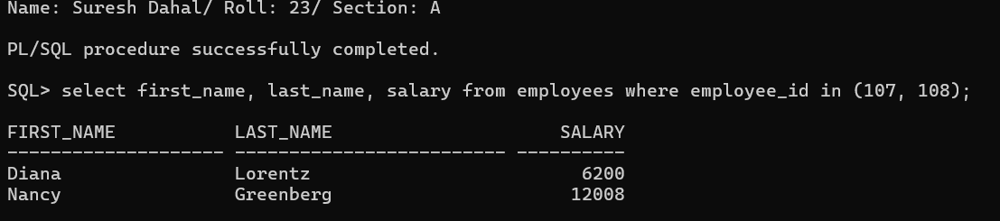 Name: Suresh Dahal/ Roll: 23/ Section: A
PL/SQL procedure successfully completed.
SQL> select first_name, last_name, salary from employees where employee_id in (107, 108);
FIRST_NAME           LAST_NAME                     SALARY
-------------------- ------------------------- ----------
Diana                Lorentz                         6200
Nancy                Greenberg                      12008